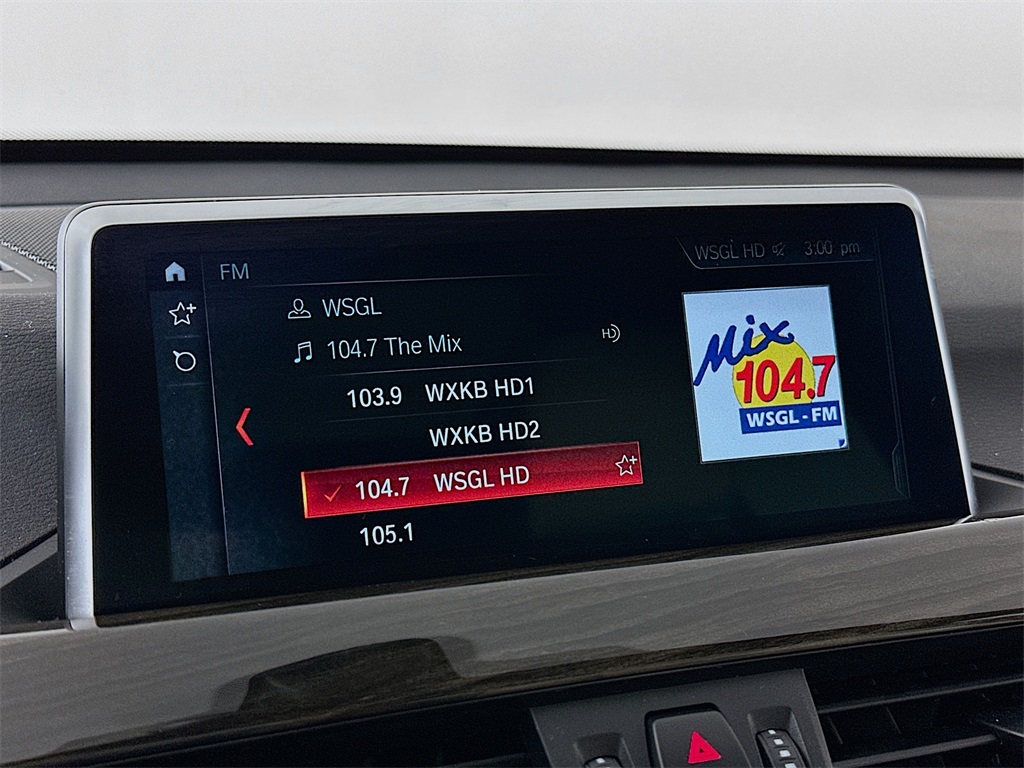 FM
WSGL HD 3:00 pm
WSGL
104.7 The Mix HD
103.9 WXKB HD1
WXKB HD2
104.7 WSGL HD
105.1
Mix
104.7
WSGL - FM